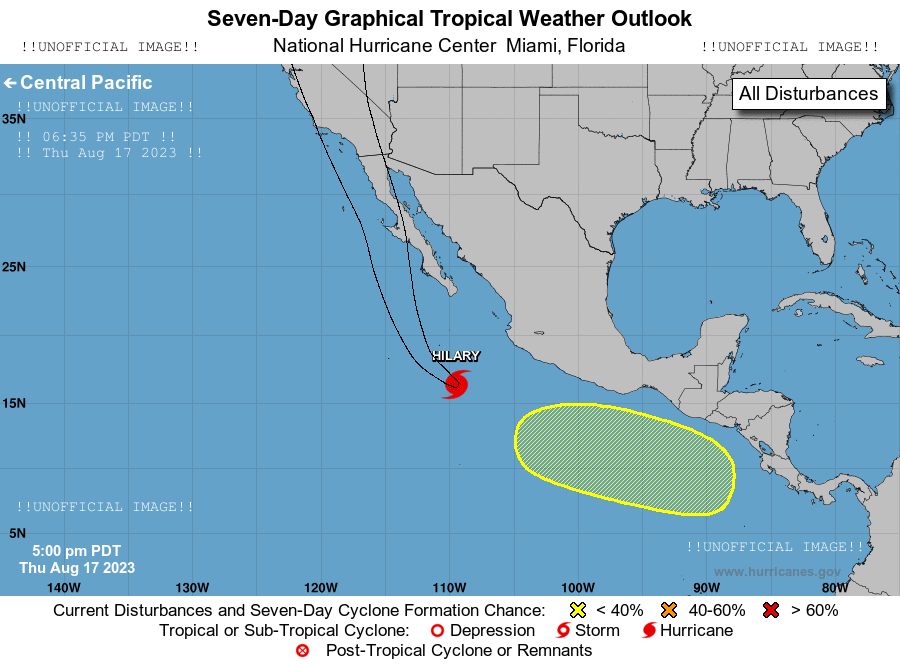 Seven-Day Graphical Tropical Weather Outlook
!!UNOFFICIAL IMAGE!! National Hurricane Center Miami, Florida !!UNOFFICIAL IMAGE!!
← Central Pacific
All Disturbances
!!UNOFFICIAL IMAGE!!
35N
!! 06:35 PM PDT !!
!! Thu Aug 17 2023 !!
25N
HILARY
15N
!!UNOFFICIAL IMAGE!!
5N
5:00 pm PDT
Thu Aug 17 2023
!!UNOFFICIAL IMAGE!!
www.hurricanes.gov
140W 130W 120W 110W 100W 90W 80W
Current Disturbances and Seven-Day Cyclone Formation Chance: < 40% 40-60% > 60%
Tropical or Sub-Tropical Cyclone: Depression Storm Hurricane
Post-Tropical Cyclone or Remnants